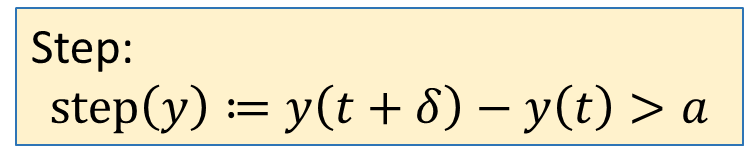 Step:
step(𝑦) ≔ 𝑦(𝑡 + 𝛿) − 𝑦(𝑡) > 𝑎